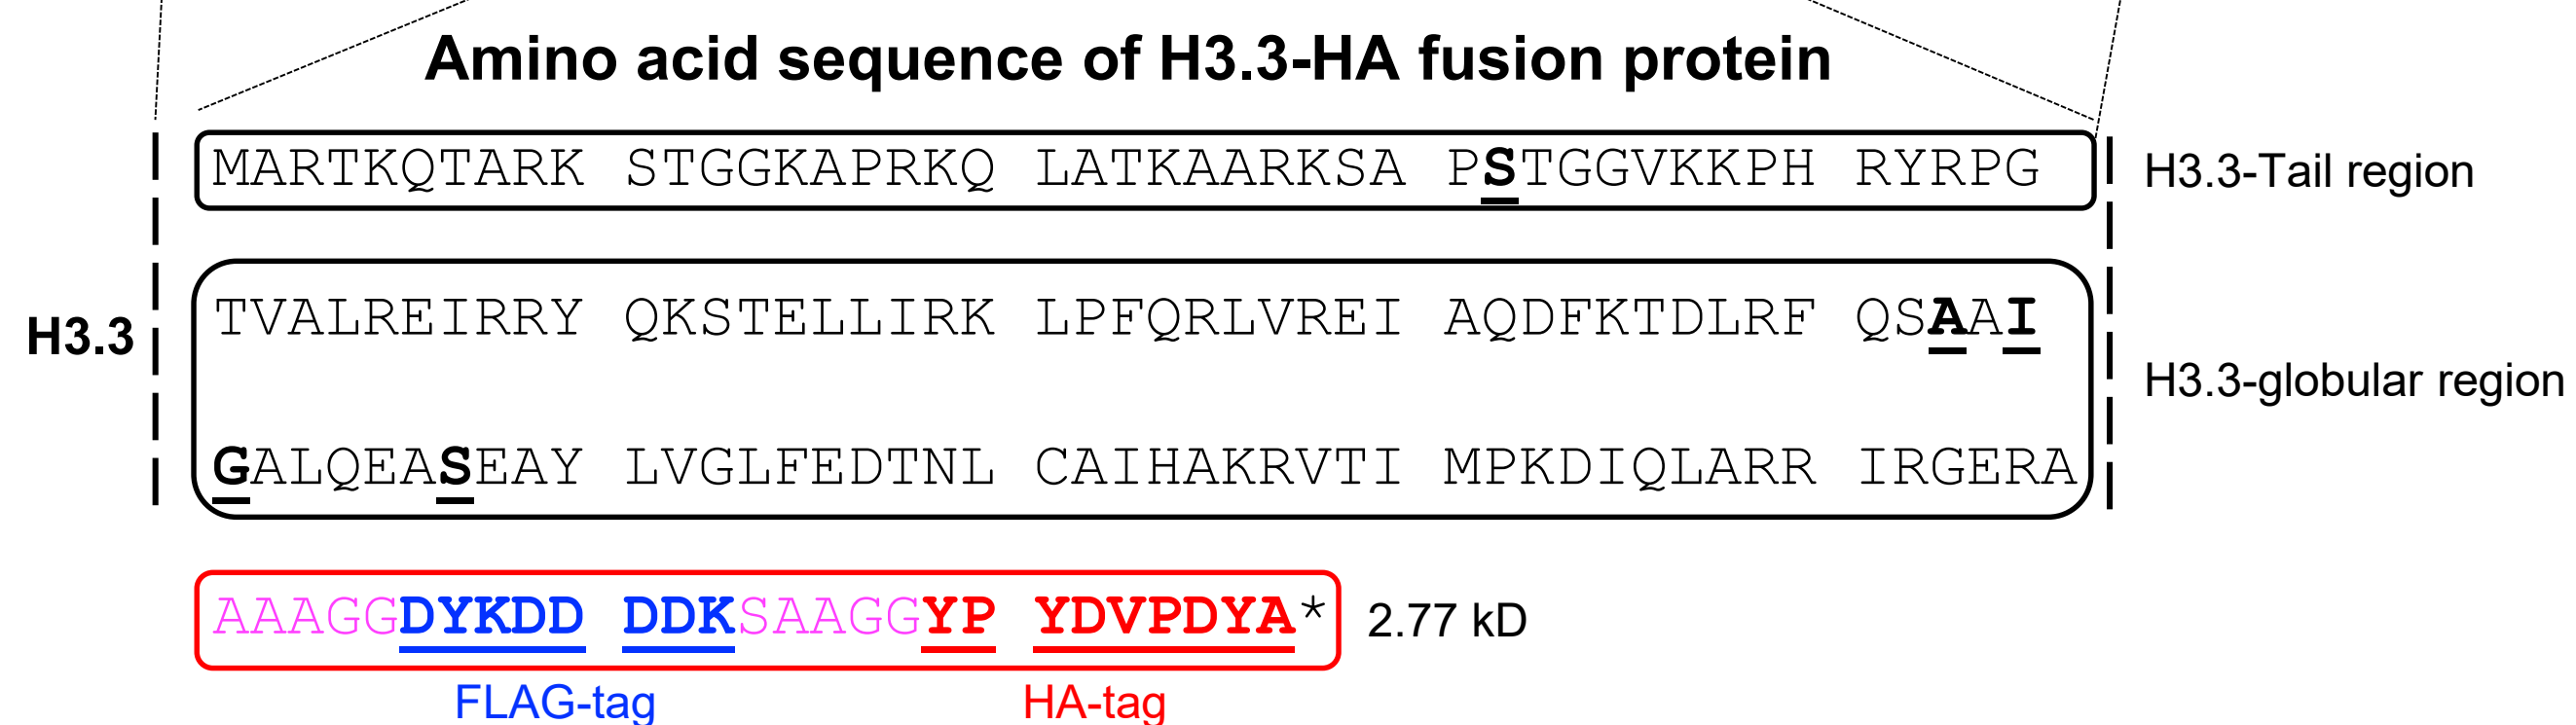 Amino acid sequence of H3.3-HA fusion protein
MARTKQTARK STGGKAPRKQ LATKAARKSA PSTGGVKKPH RYRPG
H3.3-Tail region
TVALREIRRY QKSTELLIRK LPFQRLVREI AQDFKTDLRF QSAAI
H3.3
H3.3-globular region
GALQEASEAY LVGLFEDTNL CAIHAKRVTI MPKDIQLARR IRGERA
AAAGGDYKDD DDKSAAGGYP YDVPDYA* 2.77 kD
FLAG-tag HA-tag